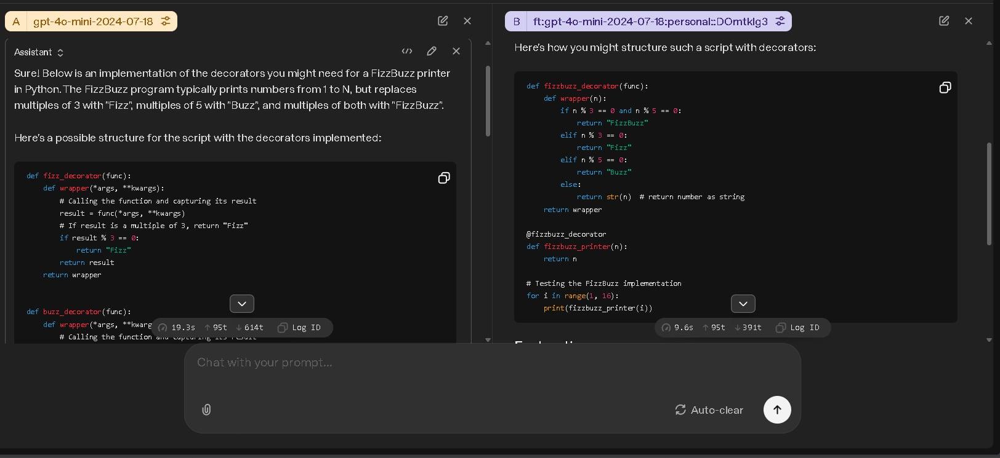 A gpt-4o-mini-2024-07-18
Assistant
Sure! Below is an implementation of the decorators you might need for a FizzBuzz printer
in Python. The FizzBuzz program typically prints numbers from 1 to N, but replaces
multiples of 3 with "Fizz", multiples of 5 with "Buzz", and multiples of both with "FizzBuzz".
Here's a possible structure for the script with the decorators implemented:
def fizz_decorator(func):
    def wrapper(*args, **kwargs):
        # Calling the function and capturing its result
        result = func(*args, **kwargs)
        # If result is a multiple of 3, return "Fizz"
        if result % 3 == 0:
            return "Fizz"
        return result
    return wrapper
def buzz_decorator(func):
    def wrapper(*args, **kwarg
        # Calling the function and capturing its result
19.3s ↑ 95t ↓ 614t Log ID
B ft:gpt-4o-mini-2024-07-18:personal::DOmtklg3
Here's how you might structure such a script with decorators:
def fizzbuzz_decorator(func):
    def wrapper(n):
        if n % 3 == 0 and n % 5 == 0:
            return "FizzBuzz"
        elif n % 3 == 0:
            return "Fizz"
        elif n % 5 == 0:
            return "Buzz"
        else:
            return str(n)  # return number as string
    return wrapper
@fizzbuzz_decorator
def fizzbuzz_printer(n):
    return n
# Testing the FizzBuzz implementation
for i in range(1, 16):
    print(fizzbuzz_printer(i))
9.6s ↑ 95t ↓ 391t Log ID
Chat with your prompt...
Auto-clear